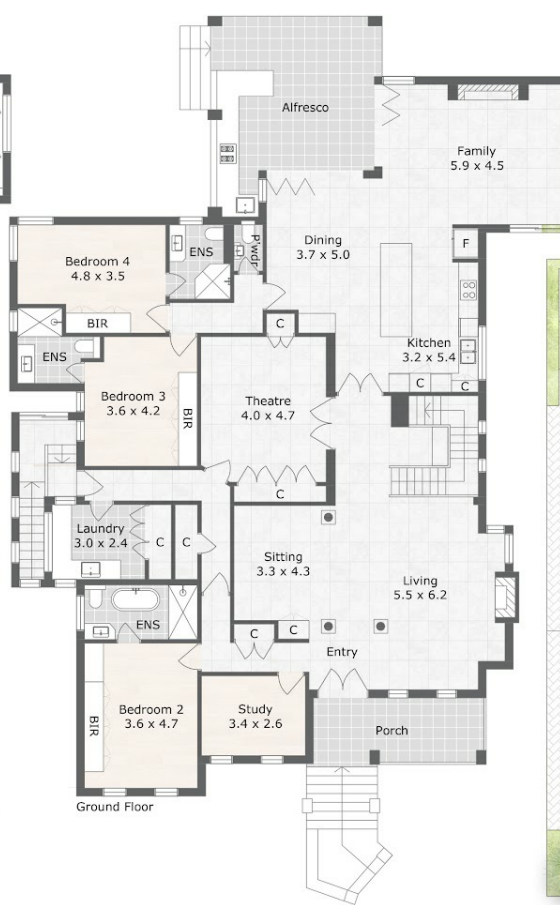 Alfresco
Family
5.9 x 4.5
P'wdr
ENS
Dining
3.7 x 5.0
F
Bedroom 4
4.8 x 3.5
BIR
C
ENS
Kitchen
3.2 x 5.4
C
C
Bedroom 3
3.6 x 4.2
BIR
Theatre
4.0 x 4.7
C
Laundry
3.0 x 2.4
C
C
Sitting
3.3 x 4.3
Living
5.5 x 6.2
ENS
C
C
Entry
Bedroom 2
3.6 x 4.7
BIR
Study
3.4 x 2.6
Porch
Ground Floor